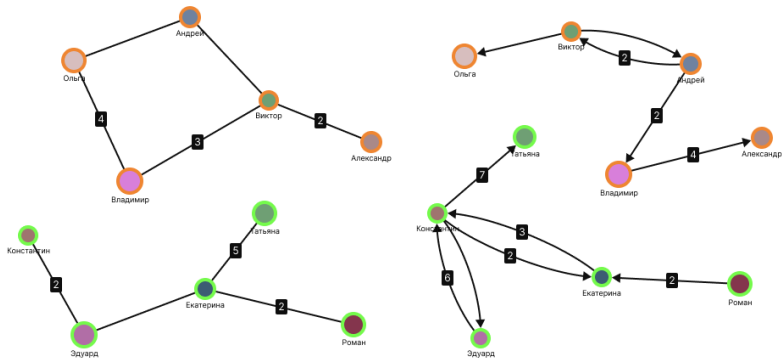 Андрей
Ольга
4
3
Виктор
2
Александр
Владимир
Константин
Татьяна
5
2
Екатерина
2
Эдуард
Роман
Виктор
Ольга
2
Андрей
2
Александр
4
Владимир
Татьяна
7
Константин
3
2
6
Екатерина
2
Роман
Эдуард